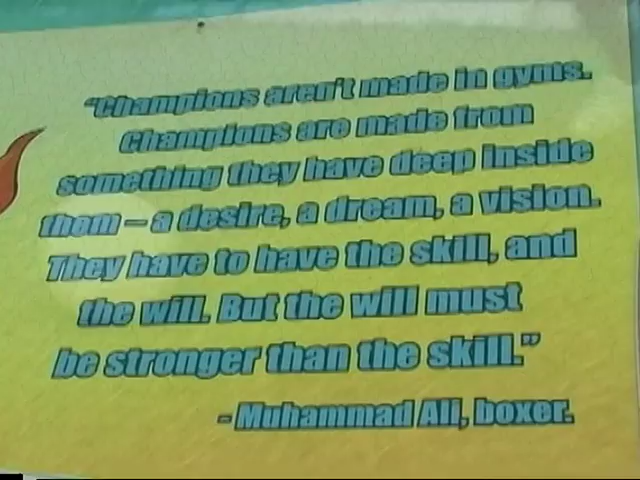 “Champions aren't made in gyms.
Champions are made from
something they have deep inside
them – a desire, a dream, a vision.
They have to have the skill, and
the will. But the will must
be stronger than the skill.”
- Muhammad Ali, boxer.